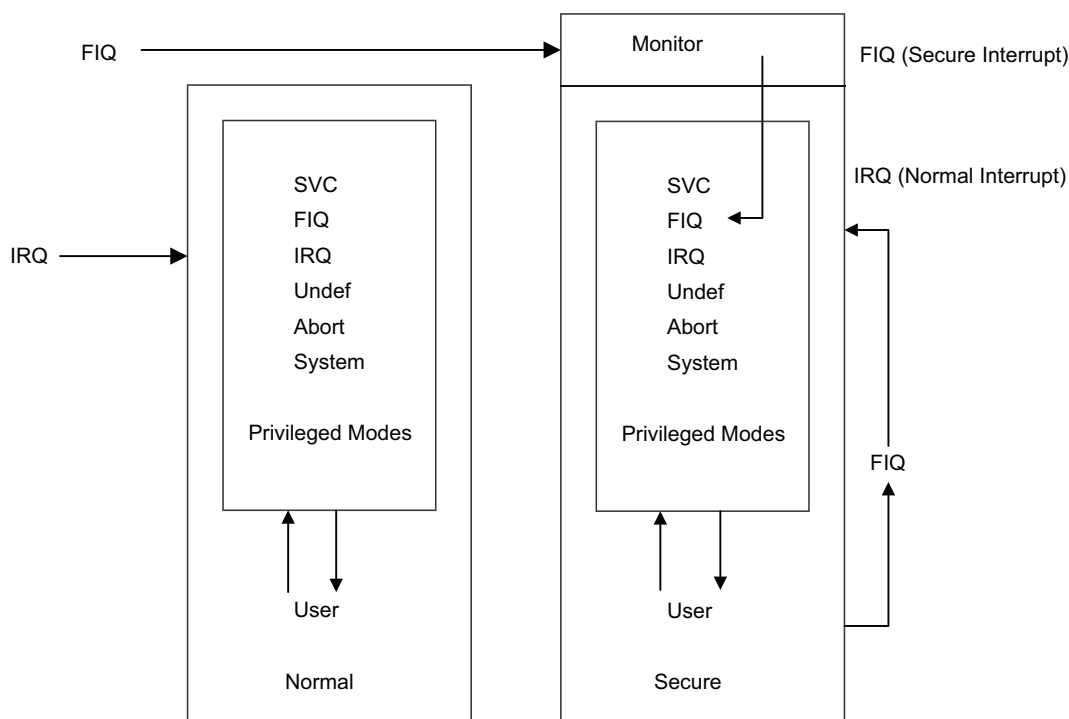 FIQ
Monitor
FIQ (Secure Interrupt)
IRQ (Normal Interrupt)
IRQ
SVC
FIQ
IRQ
Undef
Abort
System
Privileged Modes
User
Normal
SVC
FIQ
IRQ
Undef
Abort
System
Privileged Modes
User
Secure
FIQ